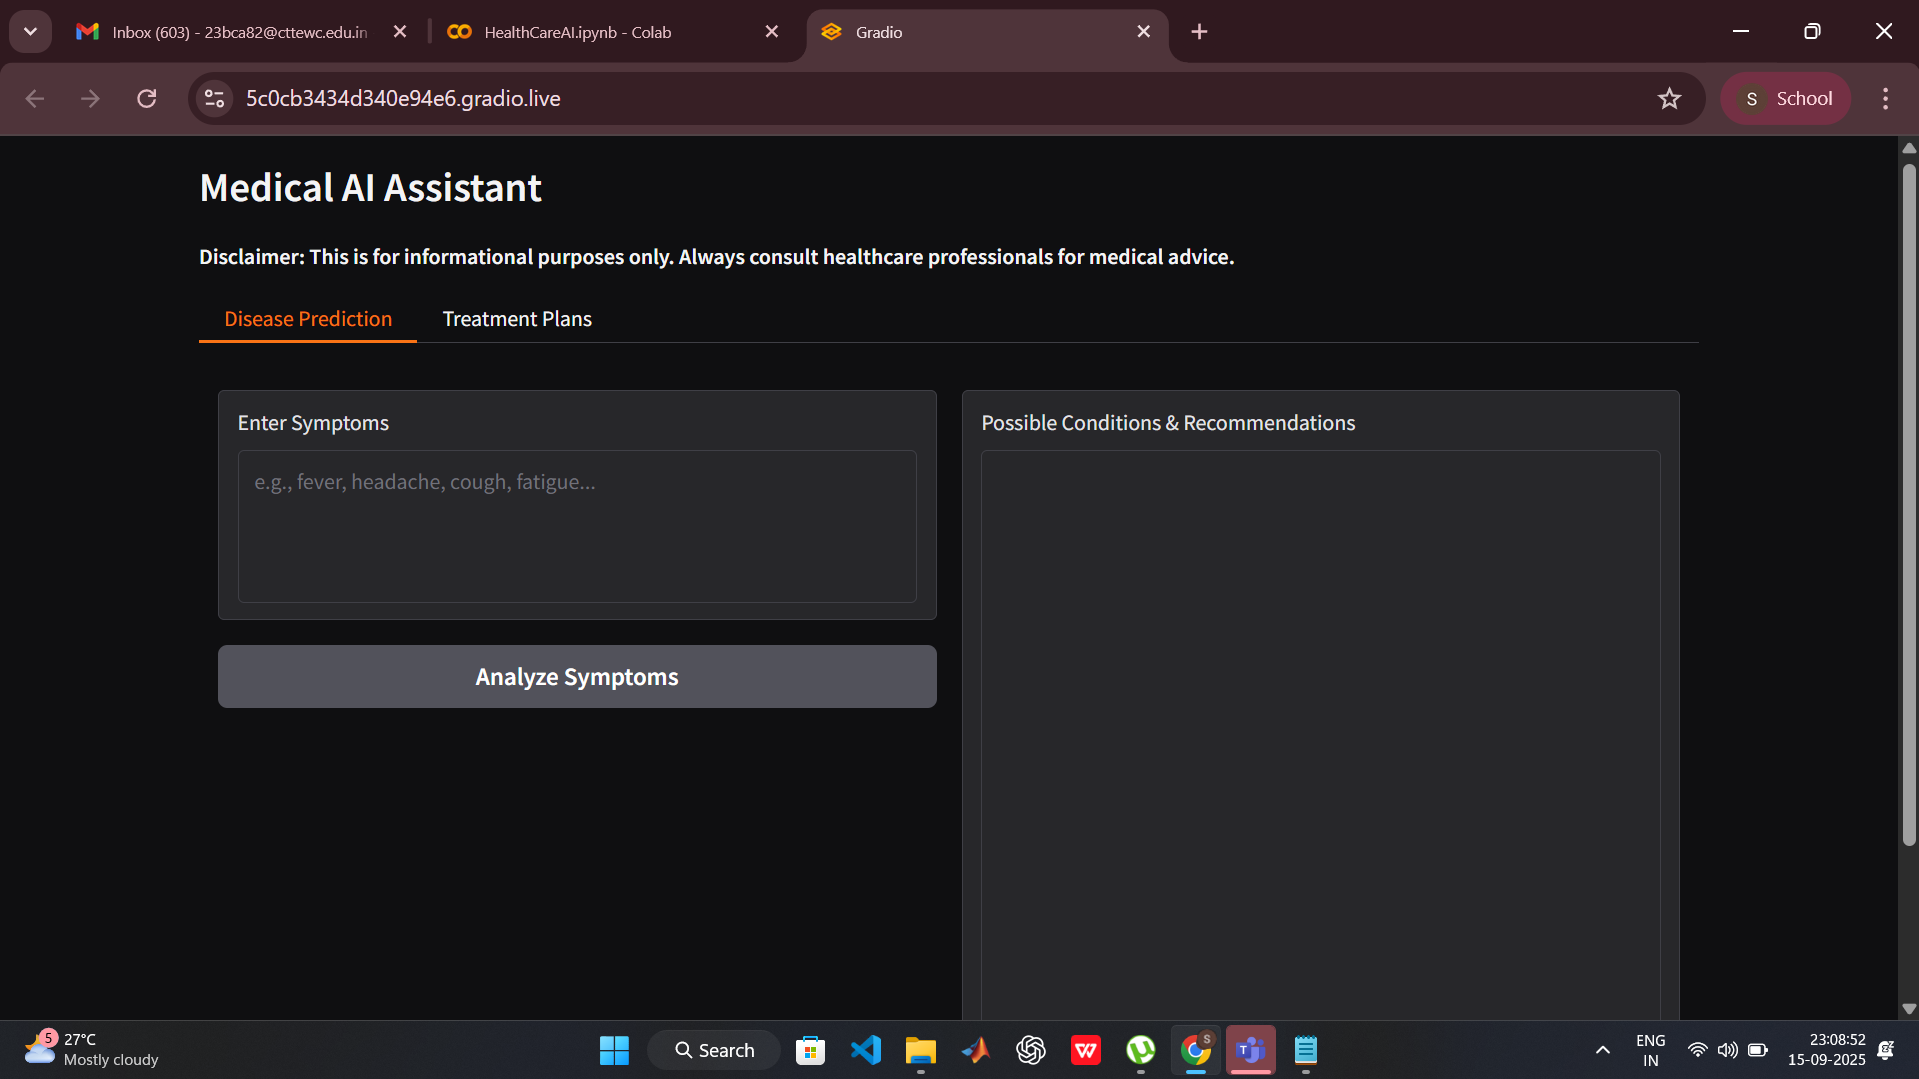 Inbox (603) - 23bca82@cttewc.edu.in
HealthCareAI.ipynb - Colab
Gradio
5c0cb3434d340e94e6.gradio.live
S School
Medical AI Assistant
Disclaimer: This is for informational purposes only. Always consult healthcare professionals for medical advice.
Disease Prediction
Treatment Plans
Enter Symptoms
e.g., fever, headache, cough, fatigue...
Analyze Symptoms
Possible Conditions & Recommendations
5
27°C
Mostly cloudy
Search
W
S
T
ENG
IN
23:08:52
15-09-2025